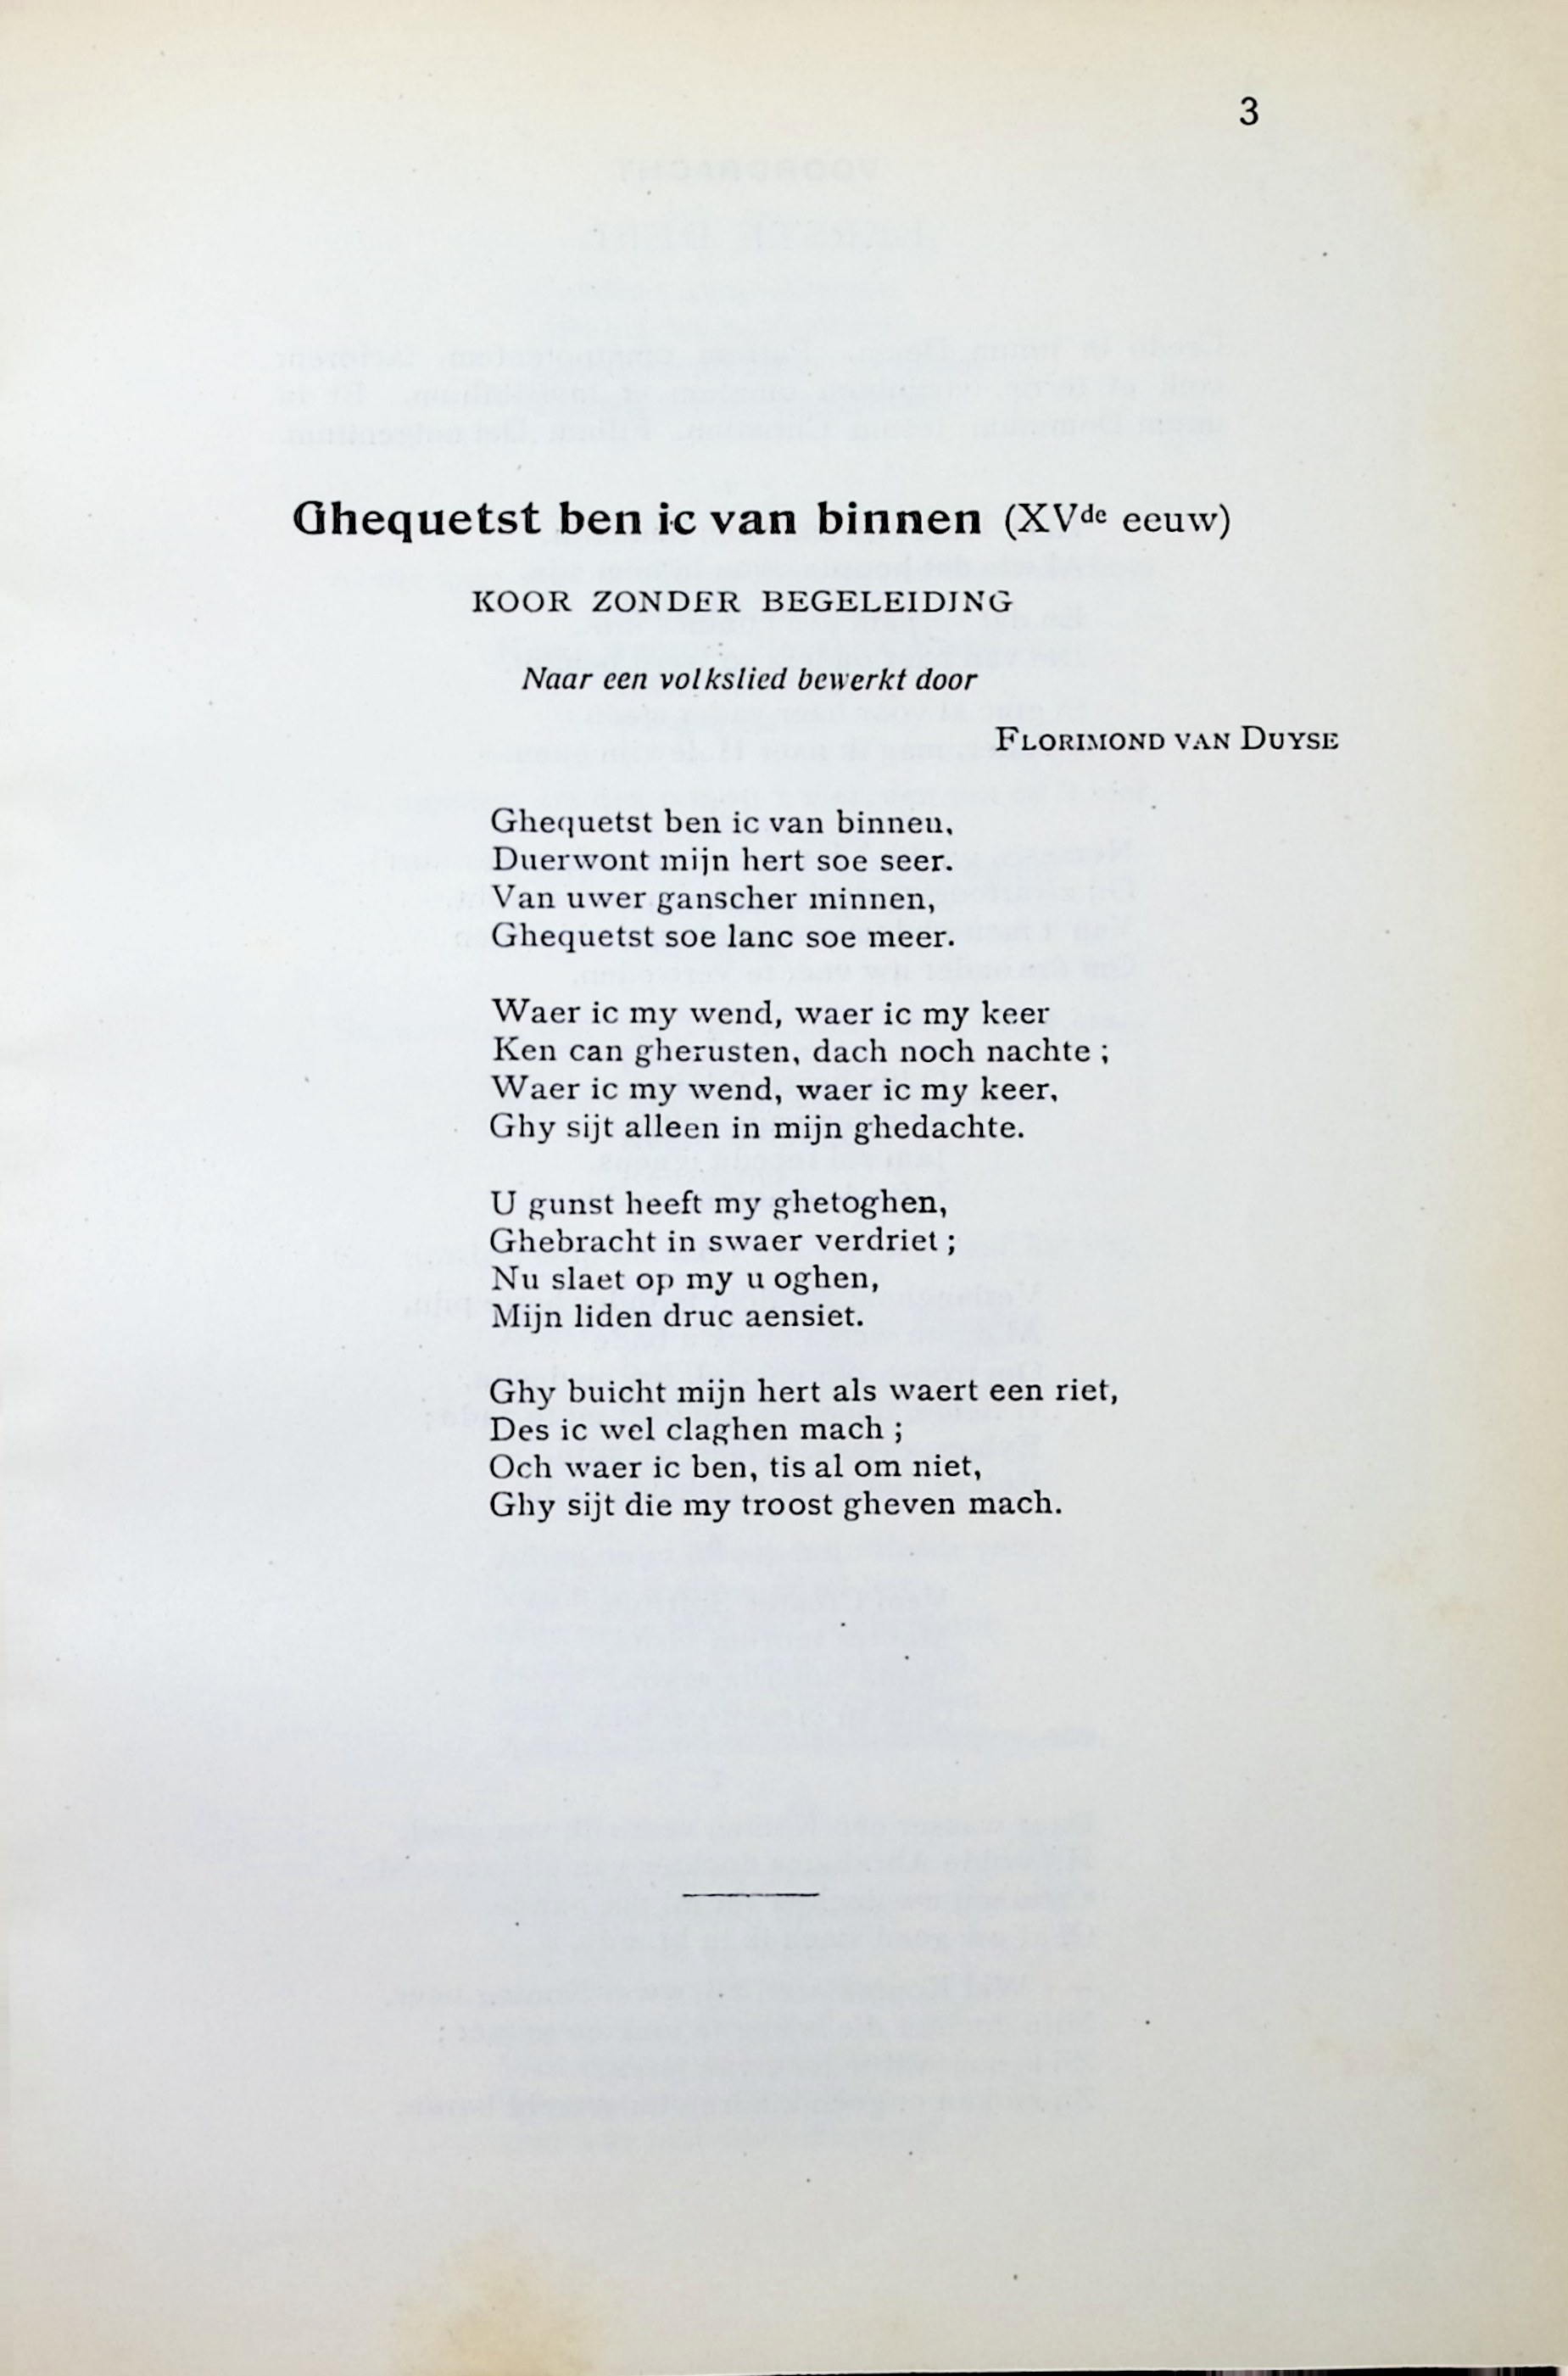 3
Ghequetst ben ic van binnen (XVde eeuw)
KOOR ZONDER BEGELEIDING
Naar een volkslied bewerkt door
FLORIMOND VAN DUYSE
Ghequetst ben ic van binnen,
Duerwont mijn hert soe seer.
Van uwer ganscher minnen,
Ghequetst soe lanc soe meer.
Waer ic my wend, waer ic my keer
Ken can gherusten, dach noch nachte ;
Waer ic my wend, waer ic my keer,
Ghy sijt alleen in mijn ghedachte.
U gunst heeft my ghetoghen,
Ghebracht in swaer verdriet ;
Nu slaet op my u oghen,
Mijn liden druc aensiet.
Ghy buicht mijn hert als waert een riet,
Des ic wel claghen mach ;
Och waer ic ben, tis al om niet,
Ghy sijt die my troost gheven mach.